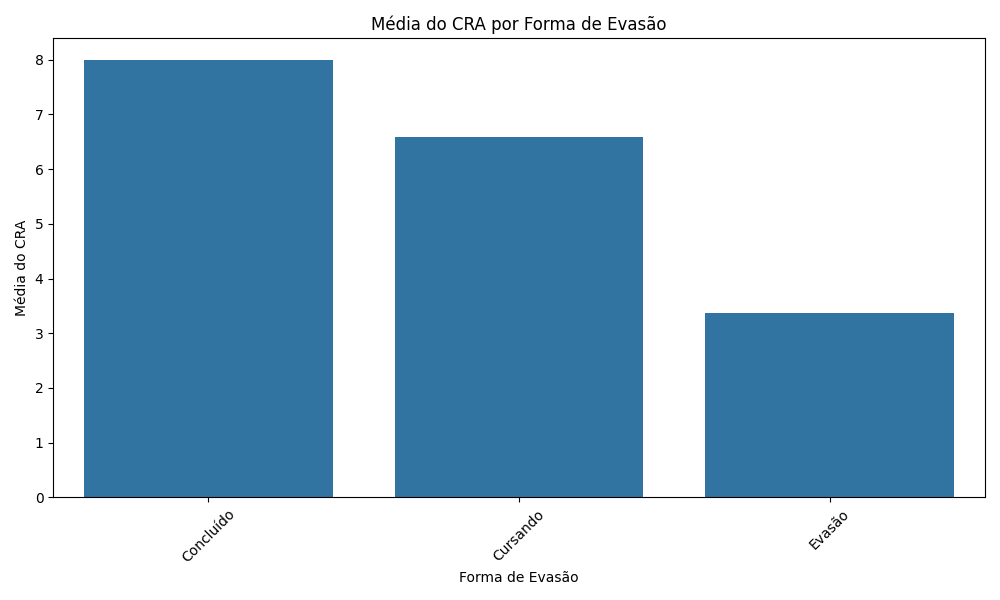 Média do CRA por Forma de Evasão
Média do CRA
8
7
6
5
4
3
2
1
0
Concluído
Cursando
Evasão
Forma de Evasão